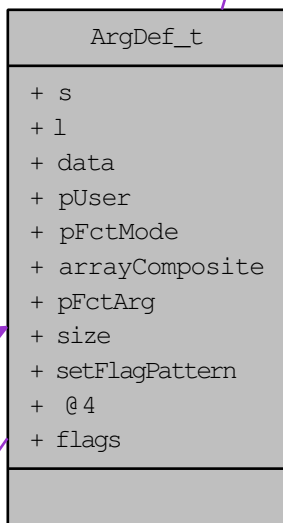 ArgDef_t
+ s
+ l
+ data
+ pUser
+ pFctMode
+ arrayComposite
+ pFctArg
+ size
+ setFlagPattern
+ @4
+ flags